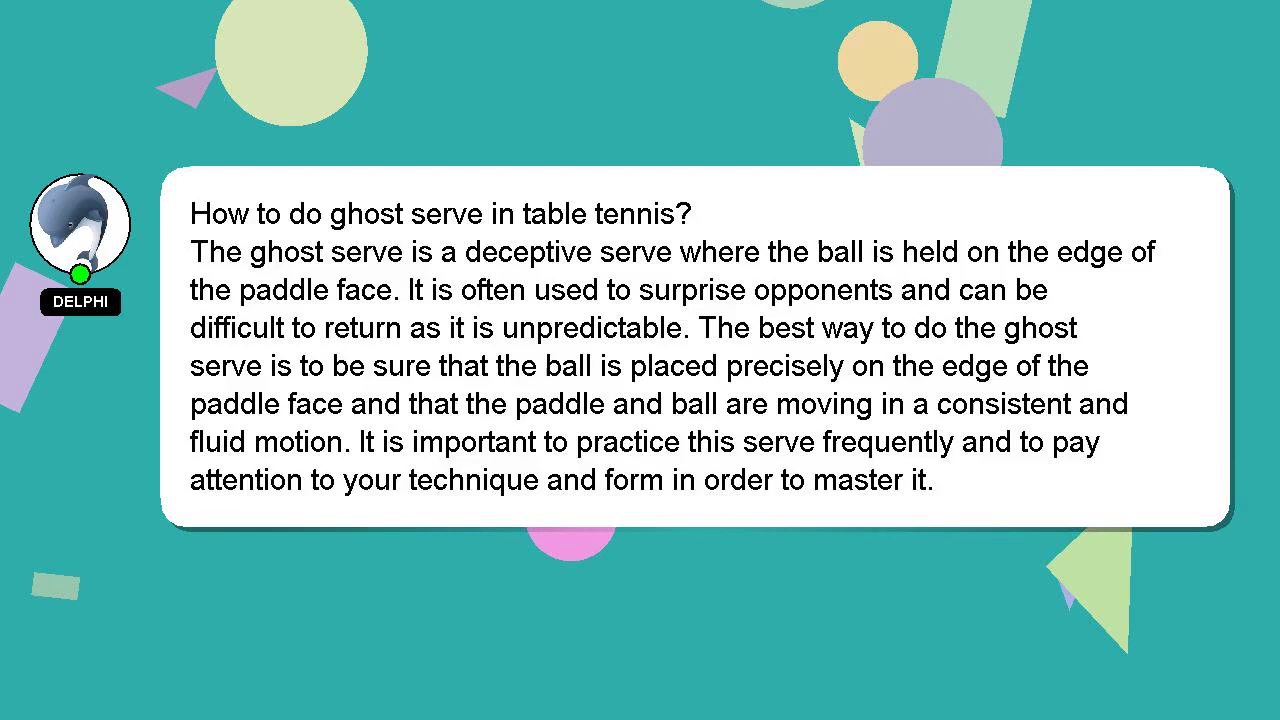 DELPHI
How to do ghost serve in table tennis?
The ghost serve is a deceptive serve where the ball is held on the edge of
the paddle face. It is often used to surprise opponents and can be
difficult to return as it is unpredictable. The best way to do the ghost
serve is to be sure that the ball is placed precisely on the edge of the
paddle face and that the paddle and ball are moving in a consistent and
fluid motion. It is important to practice this serve frequently and to pay
attention to your technique and form in order to master it.